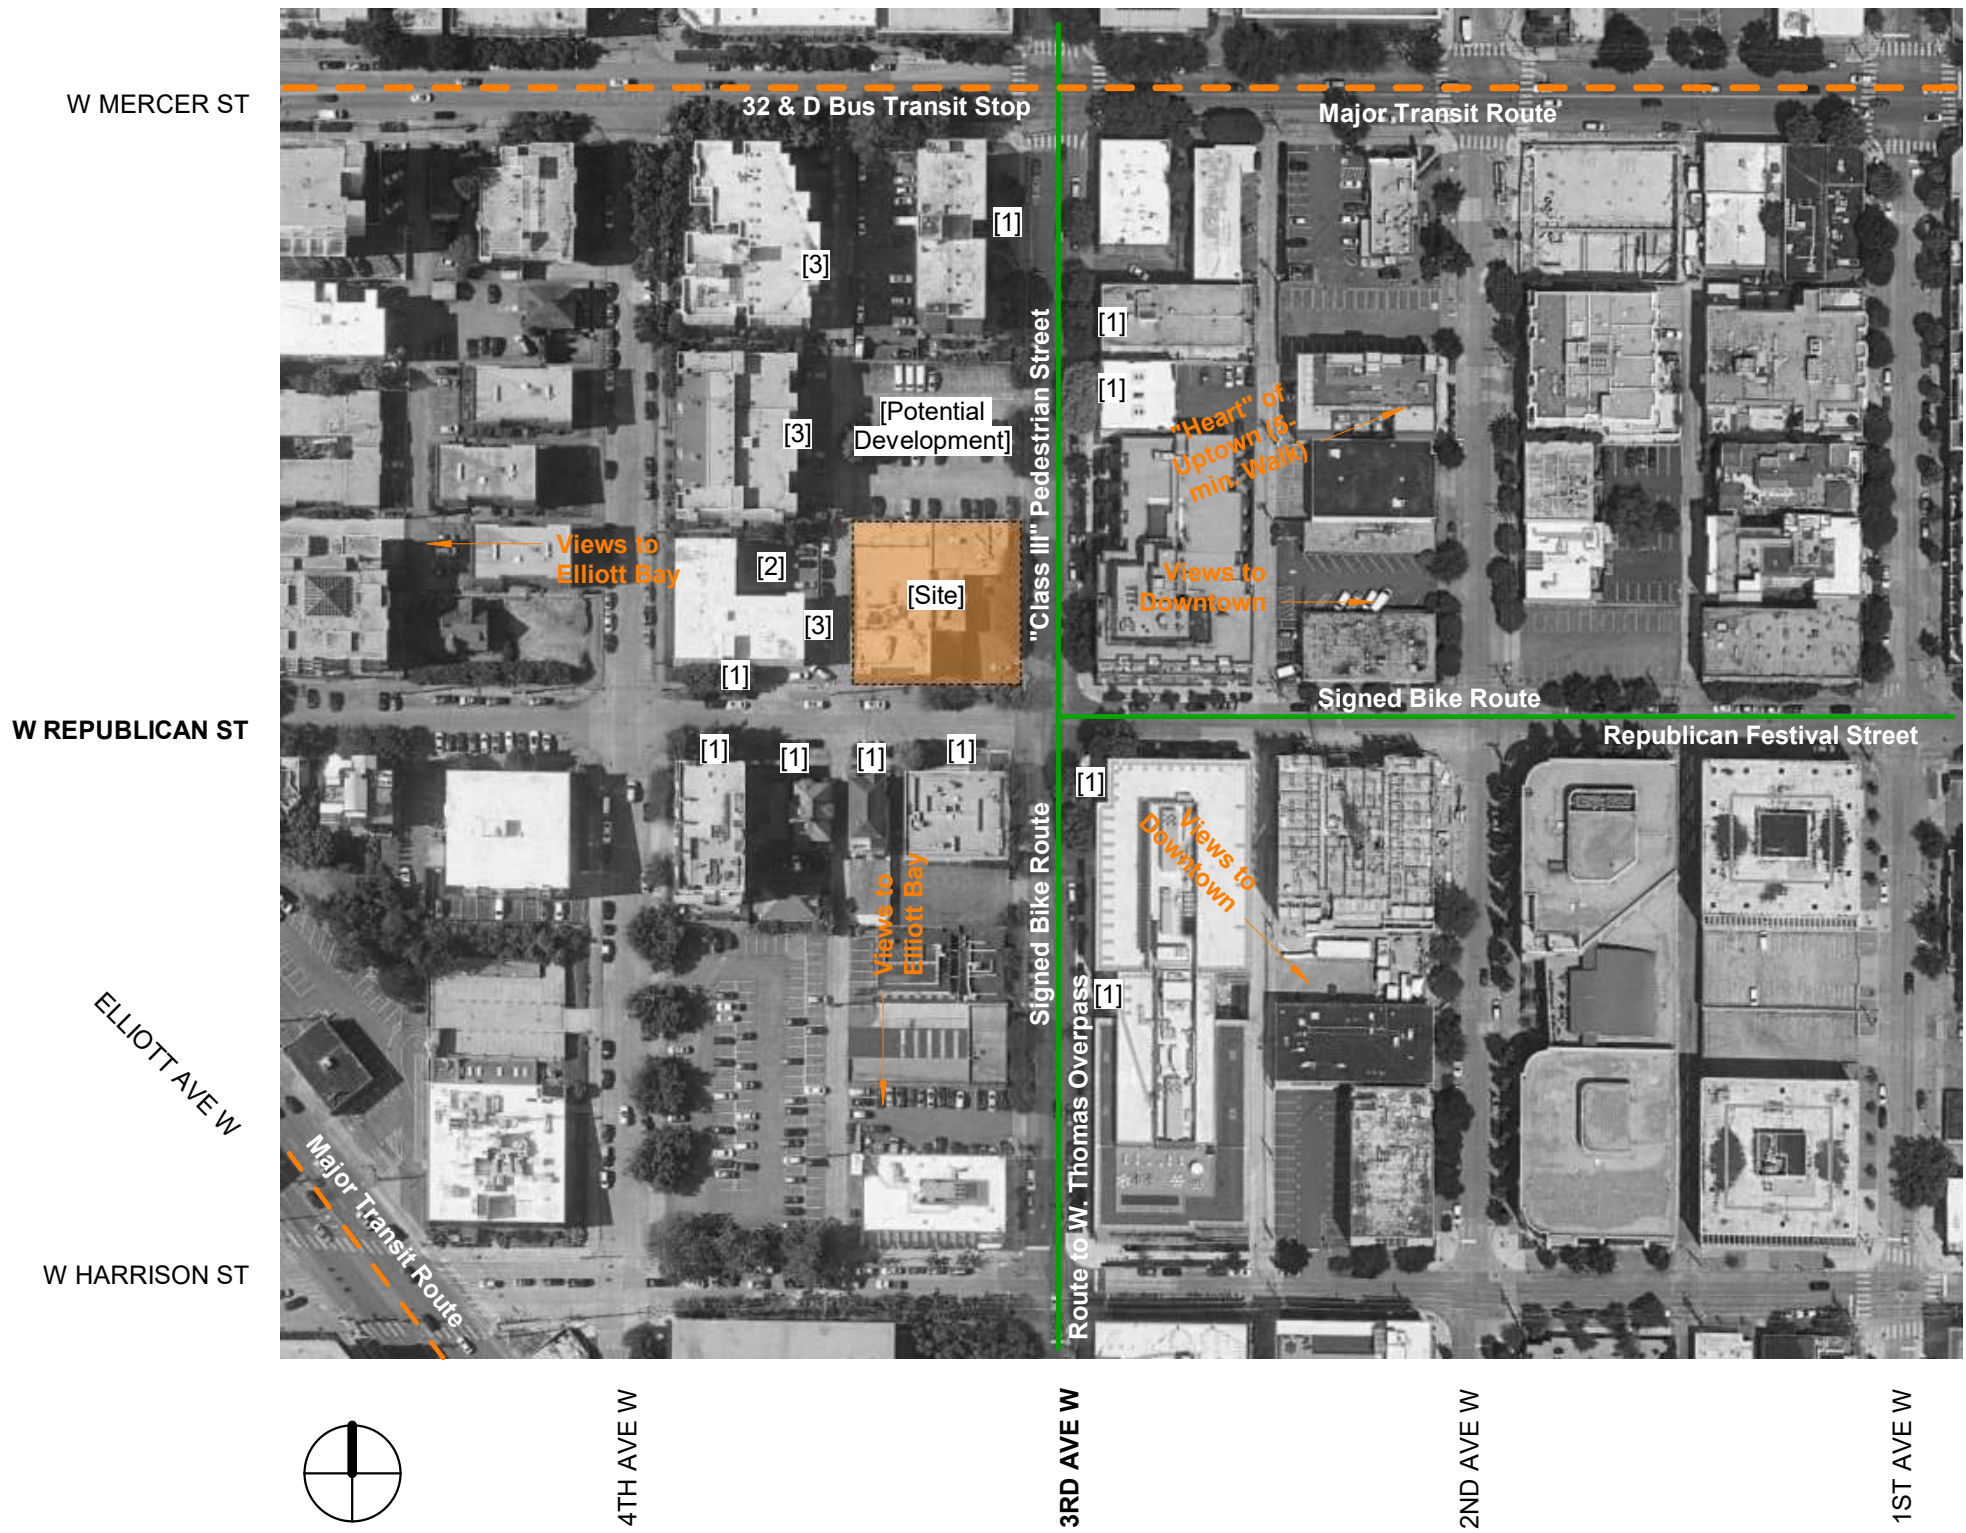 W MERCER ST
32 & D Bus Transit Stop
Major Transit Route
[1]
[3]
[1]
[1]
[3]
[Potential
Development]
"Class III" Pedestrian Street
"Heart" of
Uptown (5-
min. Walk)
Views to
Elliott Bay
[2]
[Site]
[3]
[1]
Views to
Downtown
Signed Bike Route
W REPUBLICAN ST
Republican Festival Street
[1]
[1]
[1]
[1]
[1]
Views to
Elliott Bay
Signed Bike Route
Views to
Downtown
[1]
Route to W. Thomas Overpass
ELLIOTT AVE W
Major Transit Route
W HARRISON ST
4TH AVE W
3RD AVE W
2ND AVE W
1ST AVE W